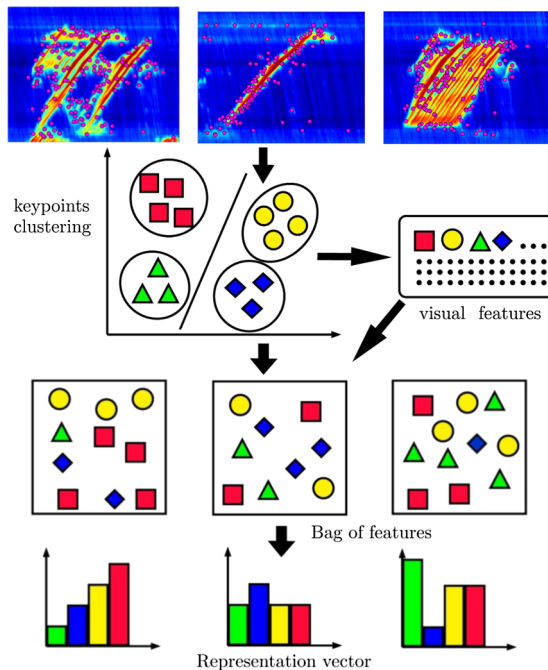 keypoints
clustering
visual features
Bag of features
Representation vector